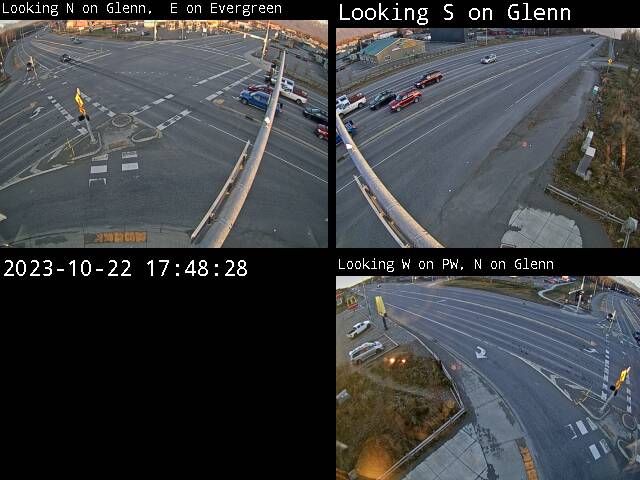 Looking N on Glenn,  E on Evergreen
Looking S on Glenn
2023-10-22 17:48:28
Looking W on PW, N on Glenn